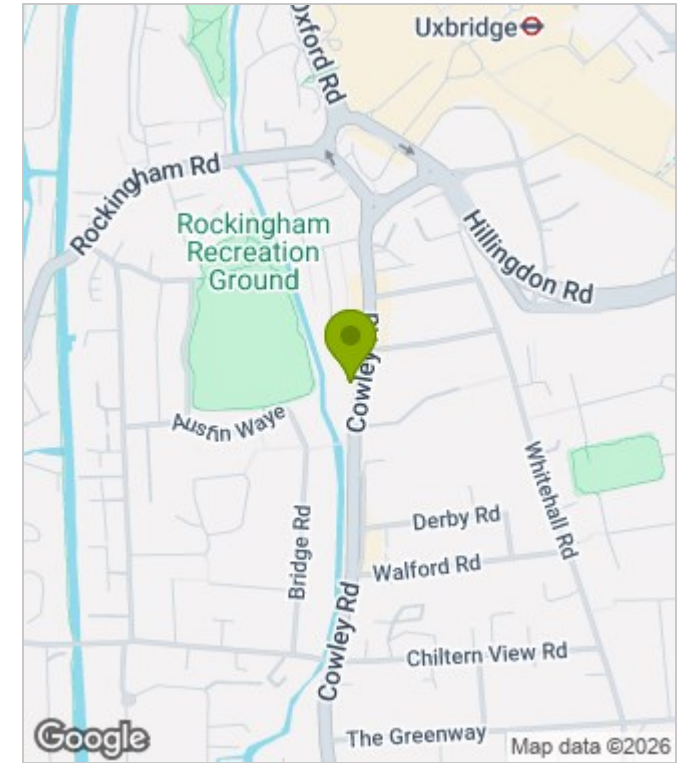 Uxbridge
Oxford Rd
Rockingham Rd
Rockingham
Recreation
Ground
Hillingdon Rd
Cowley Rd
Austin Waye
Whitehall Rd
Bridge Rd
Derby Rd
Walford Rd
Cowley Rd
Chiltern View Rd
The Greenway
Google
Map data ©2026